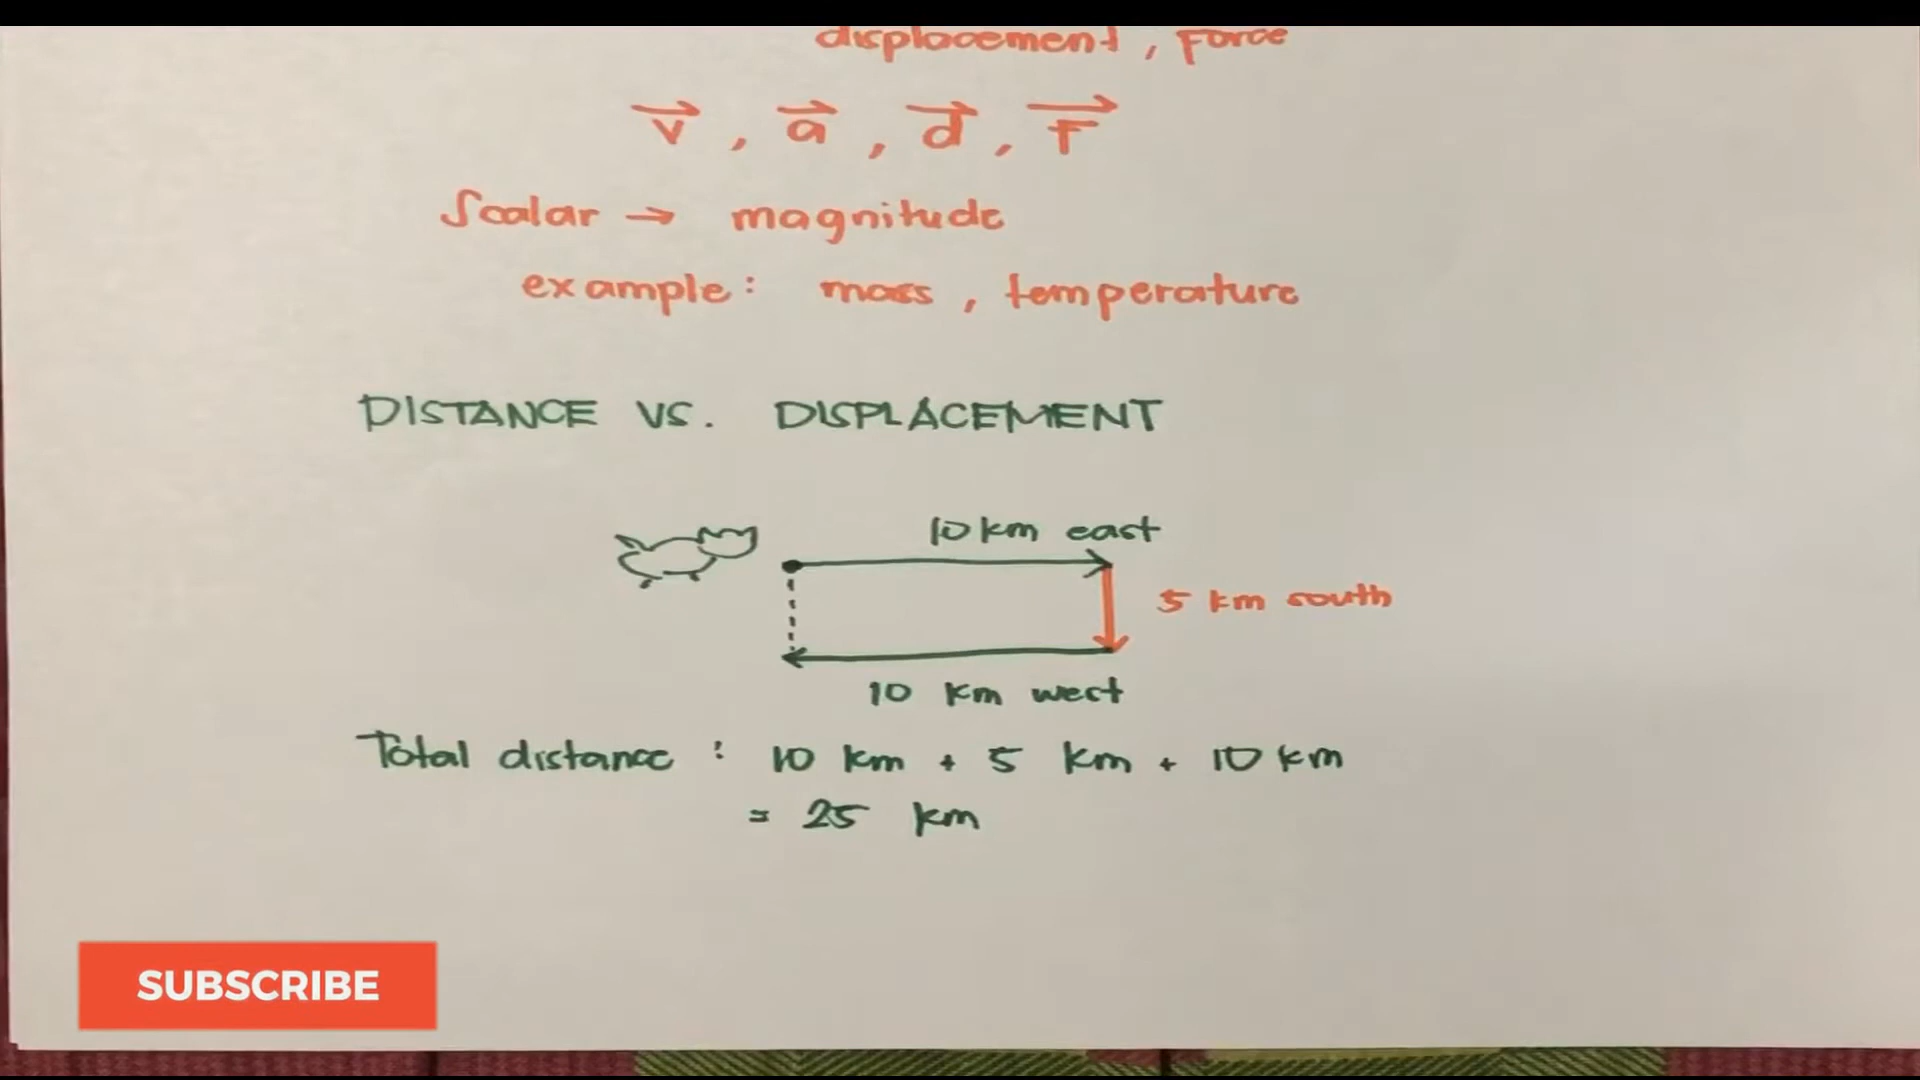 displacement, Force
v, a, d, F
Scalar → magnitude
example: mass, temperature
DISTANCE VS. DISPLACEMENT
10 km east
5 km south
10 km west
Total distance: 10 km + 5 km + 10 km
= 25 km
SUBSCRIBE